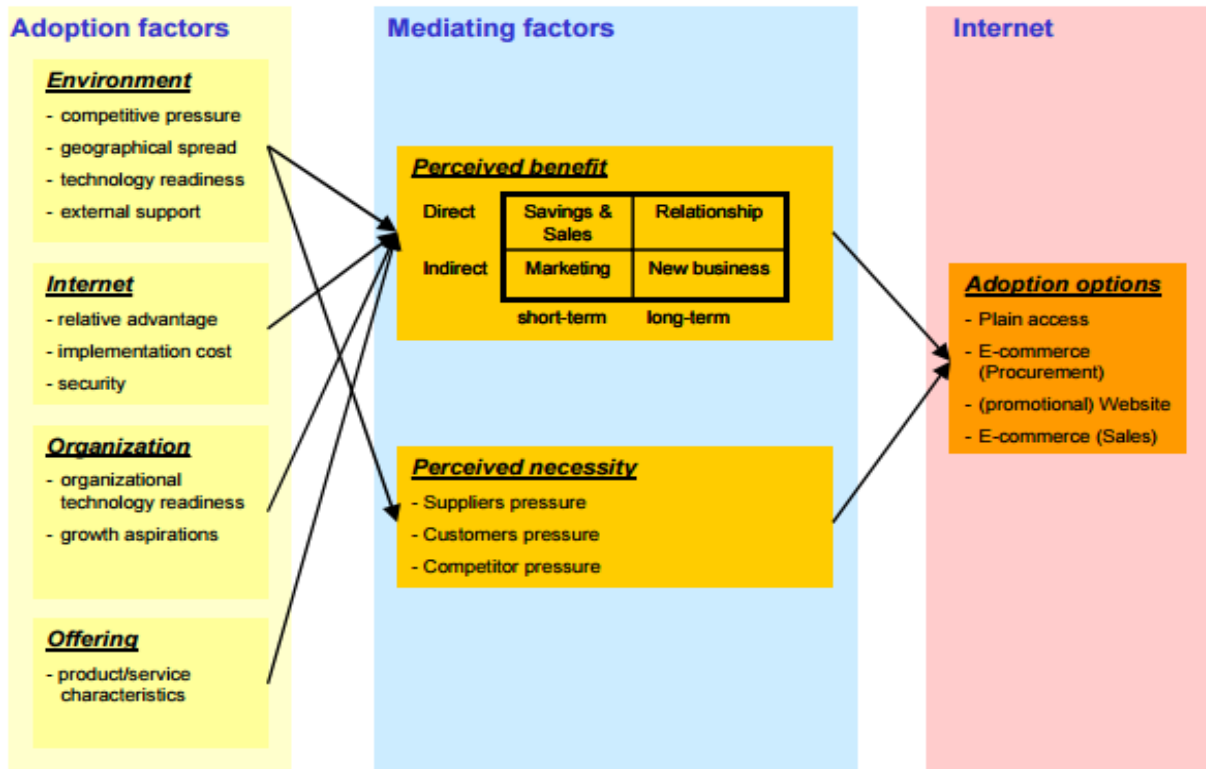 Adoption factors
Environment
- competitive pressure
- geographical spread
- technology readiness
- external support
Internet
- relative advantage
- implementation cost
- security
Organization
- organizational
technology readiness
- growth aspirations
Offering
- product/service
characteristics
Mediating factors
Perceived benefit
Direct
Savings &
Sales
Relationship
Indirect
Marketing
New business
short-term
long-term
Perceived necessity
- Suppliers pressure
- Customers pressure
- Competitor pressure
Internet
Adoption options
- Plain access
- E-commerce
(Procurement)
- (promotional) Website
- E-commerce (Sales)